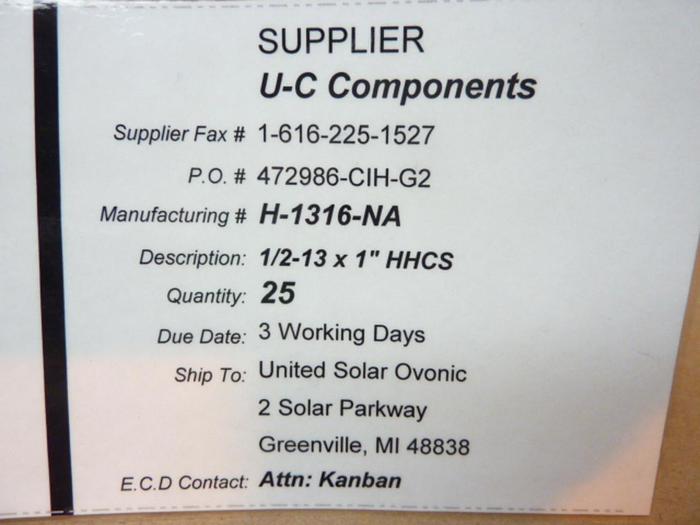 SUPPLIER
U-C Components
Supplier Fax # 1-616-225-1527
P.O. # 472986-CIH-G2
Manufacturing # H-1316-NA
Description: 1/2-13 x 1" HHCS
Quantity: 25
Due Date: 3 Working Days
Ship To: United Solar Ovonic
2 Solar Parkway
Greenville, MI 48838
E.C.D Contact: Attn: Kanban